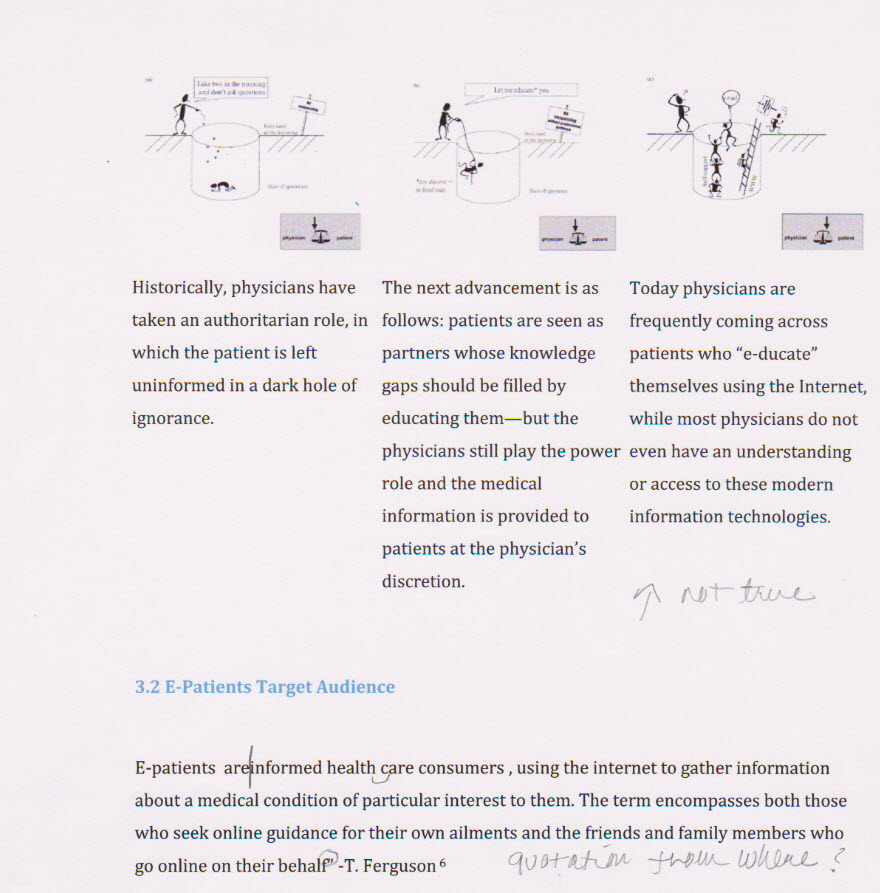 (a)
Take two in the morning
and don't ask questions
Holy land
of the knowing
Hole of ignorance
physician patient
(b)
Let me educate* you
Holy land
of the knowing
Hole of ignorance
physician patient
(c)
email
Self-support
WWW
physician patient
Historically, physicians have
taken an authoritarian role, in
which the patient is left
uninformed in a dark hole of
ignorance.
The next advancement is as
follows: patients are seen as
partners whose knowledge
gaps should be filled by
educating them—but the
physicians still play the power
role and the medical
information is provided to
patients at the physician's
discretion.
Today physicians are
frequently coming across
patients who "e-ducate"
themselves using the Internet,
while most physicians do not
even have an understanding
or access to these modern
information technologies.
↑ not true
3.2 E-Patients Target Audience
E-patients areinformed health care consumers , using the internet to gather information
about a medical condition of particular interest to them. The term encompasses both those
who seek online guidance for their own ailments and the friends and family members who
go online on their behalf" -T. Ferguson 6
quotation from where?